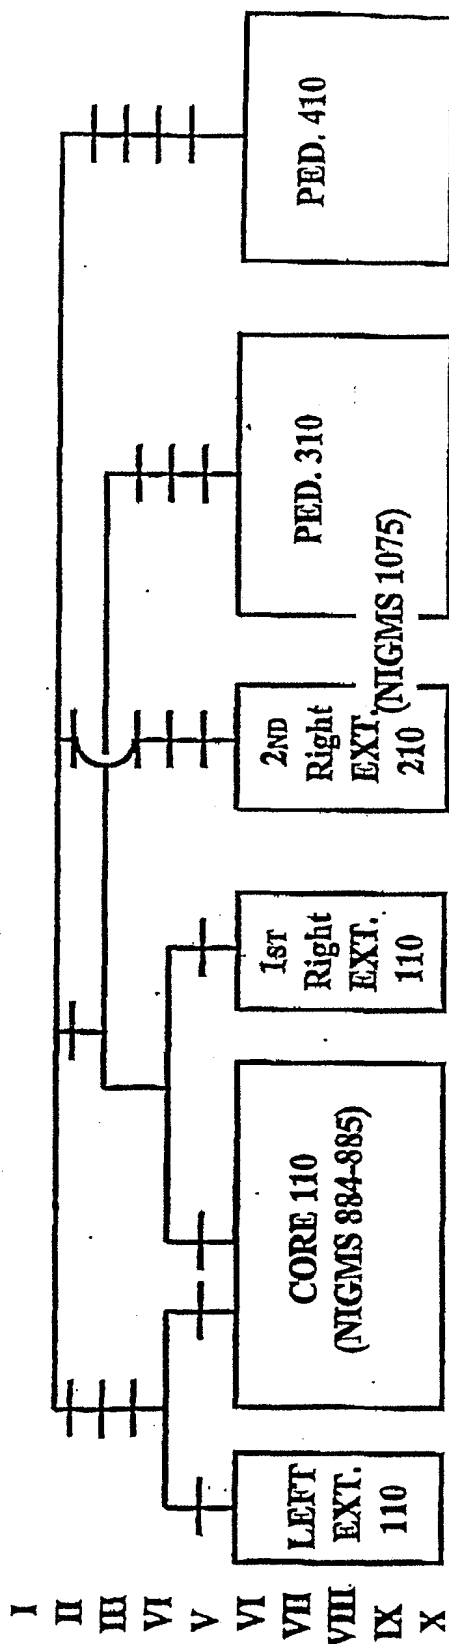 I
II
III
VI
V
VI
VII
VIII
IX
X
LEFT
EXT.
110
CORE 110
(NIGMS 884-885)
1ST
Right
EXT.
110
2ND
Right
EXT.
210
(NIGMS 1075)
PED. 310
PED. 410